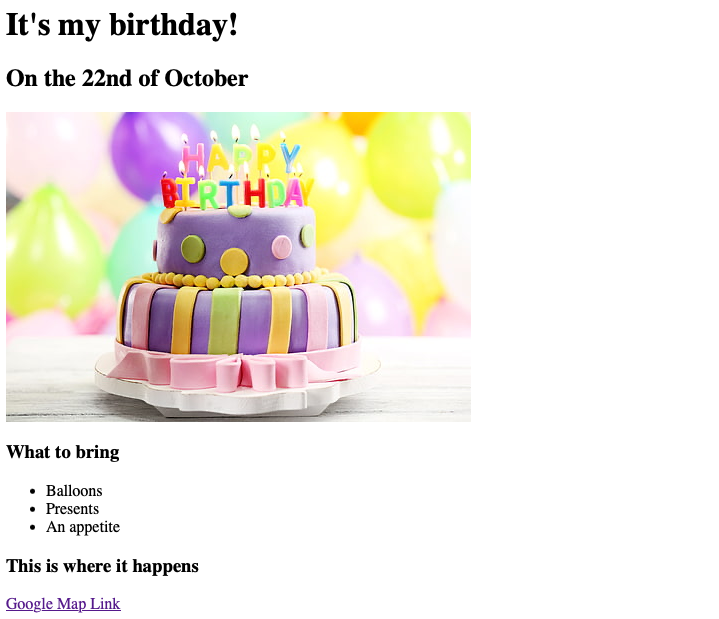 It's my birthday!
On the 22nd of October
HAPPY
BIRTHDAY
What to bring
Balloons
Presents
An appetite
This is where it happens
Google Map Link